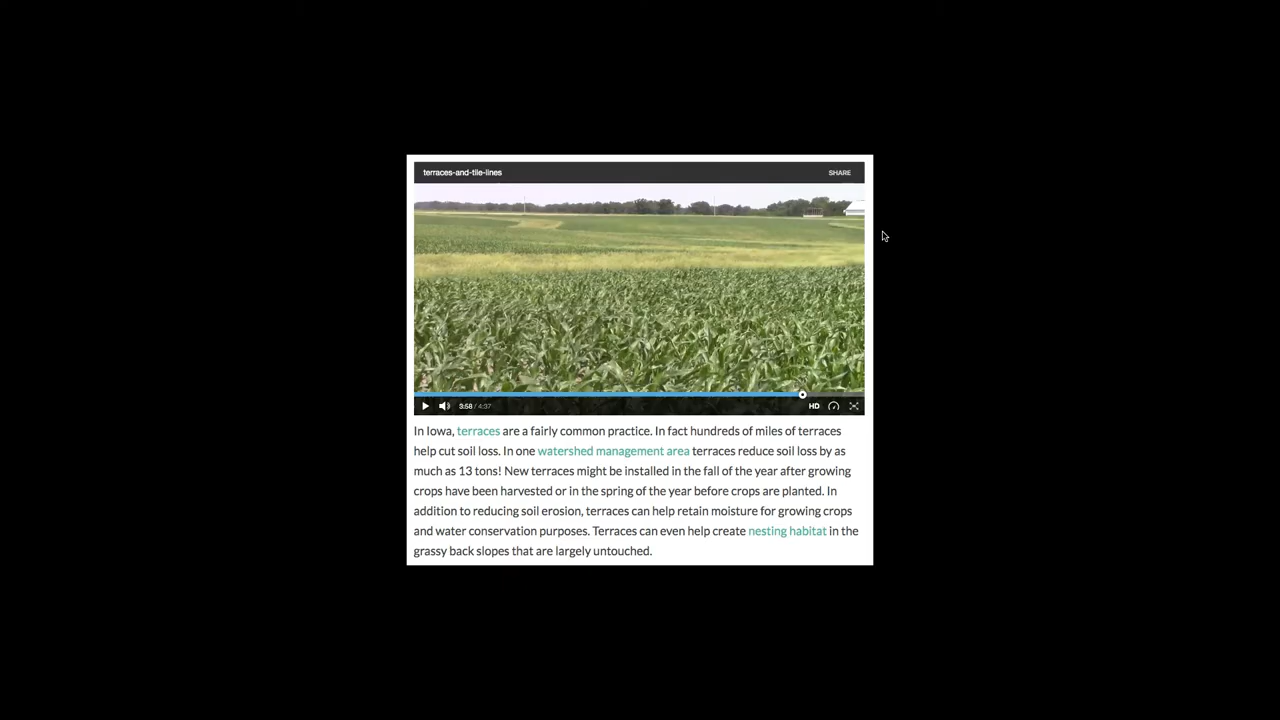 terraces-and-tile-lines
SHARE
3:58 / 4:37
HD
In Iowa, terraces are a fairly common practice. In fact hundreds of miles of terraces
help cut soil loss. In one watershed management area terraces reduce soil loss by as
much as 13 tons! New terraces might be installed in the fall of the year after growing
crops have been harvested or in the spring of the year before crops are planted. In
addition to reducing soil erosion, terraces can help retain moisture for growing crops
and water conservation purposes. Terraces can even help create nesting habitat in the
grassy back slopes that are largely untouched.